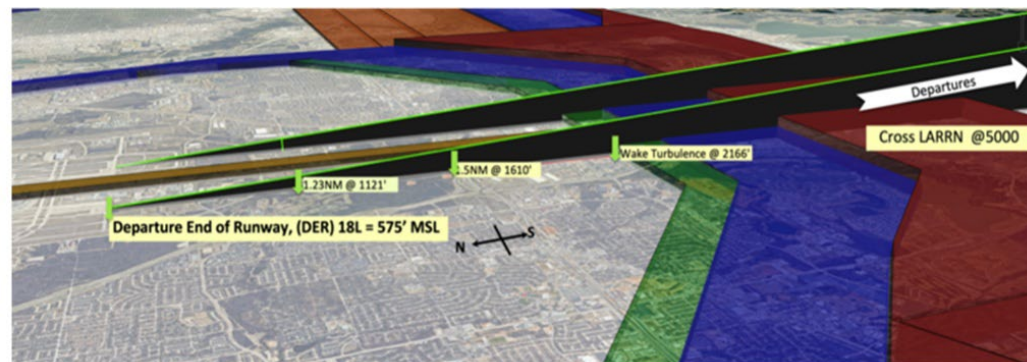 Departures
Cross LARRN @5000
Wake Turbulence @ 2166'
1.5NM @ 1610'
1.23NM @ 1121'
Departure End of Runway, (DER) 18L = 575' MSL
N S